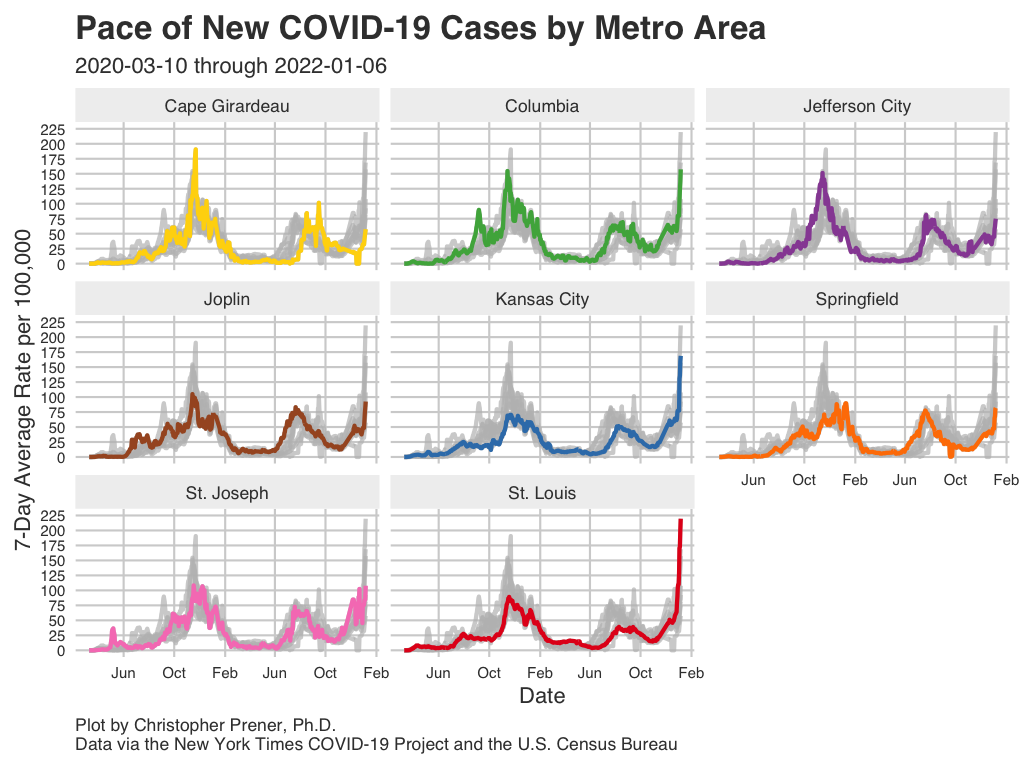 Pace of New COVID-19 Cases by Metro Area
2020-03-10 through 2022-01-06
7-Day Average Rate per 100,000
Cape Girardeau
Columbia
Jefferson City
225
200
175
150
125
100
75
50
25
0
Joplin
Kansas City
Springfield
225
200
175
150
125
100
75
50
25
0
Jun
Oct
Feb
Jun
Oct
Feb
St. Joseph
St. Louis
225
200
175
150
125
100
75
50
25
0
Jun
Oct
Feb
Jun
Oct
Feb
Jun
Oct
Feb
Jun
Oct
Feb
Date
Plot by Christopher Prener, Ph.D.
Data via the New York Times COVID-19 Project and the U.S. Census Bureau